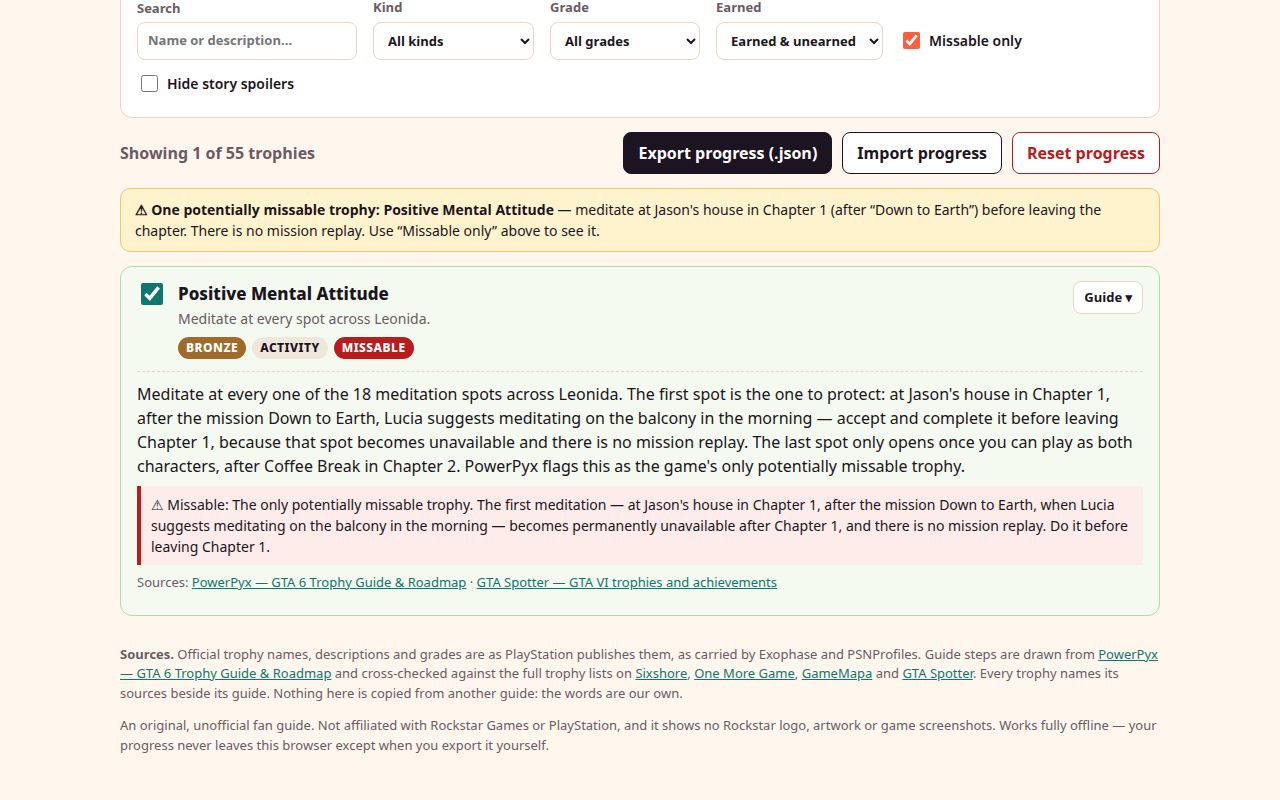 Search Kind Grade Earned
Name or description... All kinds All grades Earned & unearned Missable only
Hide story spoilers
Showing 1 of 55 trophies Export progress (.json) Import progress Reset progress
⚠ One potentially missable trophy: Positive Mental Attitude — meditate at Jason's house in Chapter 1 (after “Down to Earth”) before leaving the
chapter. There is no mission replay. Use “Missable only” above to see it.
Positive Mental Attitude Guide ▾
Meditate at every spot across Leonida.
BRONZE ACTIVITY MISSABLE
Meditate at every one of the 18 meditation spots across Leonida. The first spot is the one to protect: at Jason's house in Chapter 1,
after the mission Down to Earth, Lucia suggests meditating on the balcony in the morning — accept and complete it before leaving
Chapter 1, because that spot becomes unavailable and there is no mission replay. The last spot only opens once you can play as both
characters, after Coffee Break in Chapter 2. PowerPyx flags this as the game's only potentially missable trophy.
⚠ Missable: The only potentially missable trophy. The first meditation — at Jason's house in Chapter 1, after the mission Down to Earth, when Lucia
suggests meditating on the balcony in the morning — becomes permanently unavailable after Chapter 1, and there is no mission replay. Do it before
leaving Chapter 1.
Sources: PowerPyx — GTA 6 Trophy Guide & Roadmap · GTA Spotter — GTA VI trophies and achievements
Sources. Official trophy names, descriptions and grades are as PlayStation publishes them, as carried by Exophase and PSNProfiles. Guide steps are drawn from PowerPyx
— GTA 6 Trophy Guide & Roadmap and cross-checked against the full trophy lists on Sixshore, One More Game, GameMapa and GTA Spotter. Every trophy names its
sources beside its guide. Nothing here is copied from another guide: the words are our own.
An original, unofficial fan guide. Not affiliated with Rockstar Games or PlayStation, and it shows no Rockstar logo, artwork or game screenshots. Works fully offline — your
progress never leaves this browser except when you export it yourself.